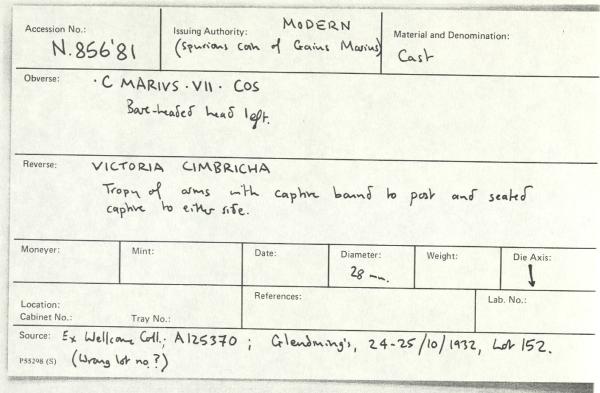 Accession No.:
N.856'81
Issuing Authority: MODERN
(spurious coin of Gaius Marius)
Material and Denomination:
Cast
Obverse: · C MARIVS · VII · COS
Bare-headed head left.
Reverse: VICTORIA CIMBRICHA
Tropy of arms with captive bound to post and seated
captive to either side.
Moneyer:
Mint:
Date:
Diameter:
28 mm.
Weight:
Die Axis:
↓
Location:
Cabinet No.: Tray No.:
References:
Lab. No.:
Source: Ex Wellcome Coll.; A125370 ; Glendining's, 24-25/10/1932, Lot 152.
P55298 (S) (Wrong lot no.?)